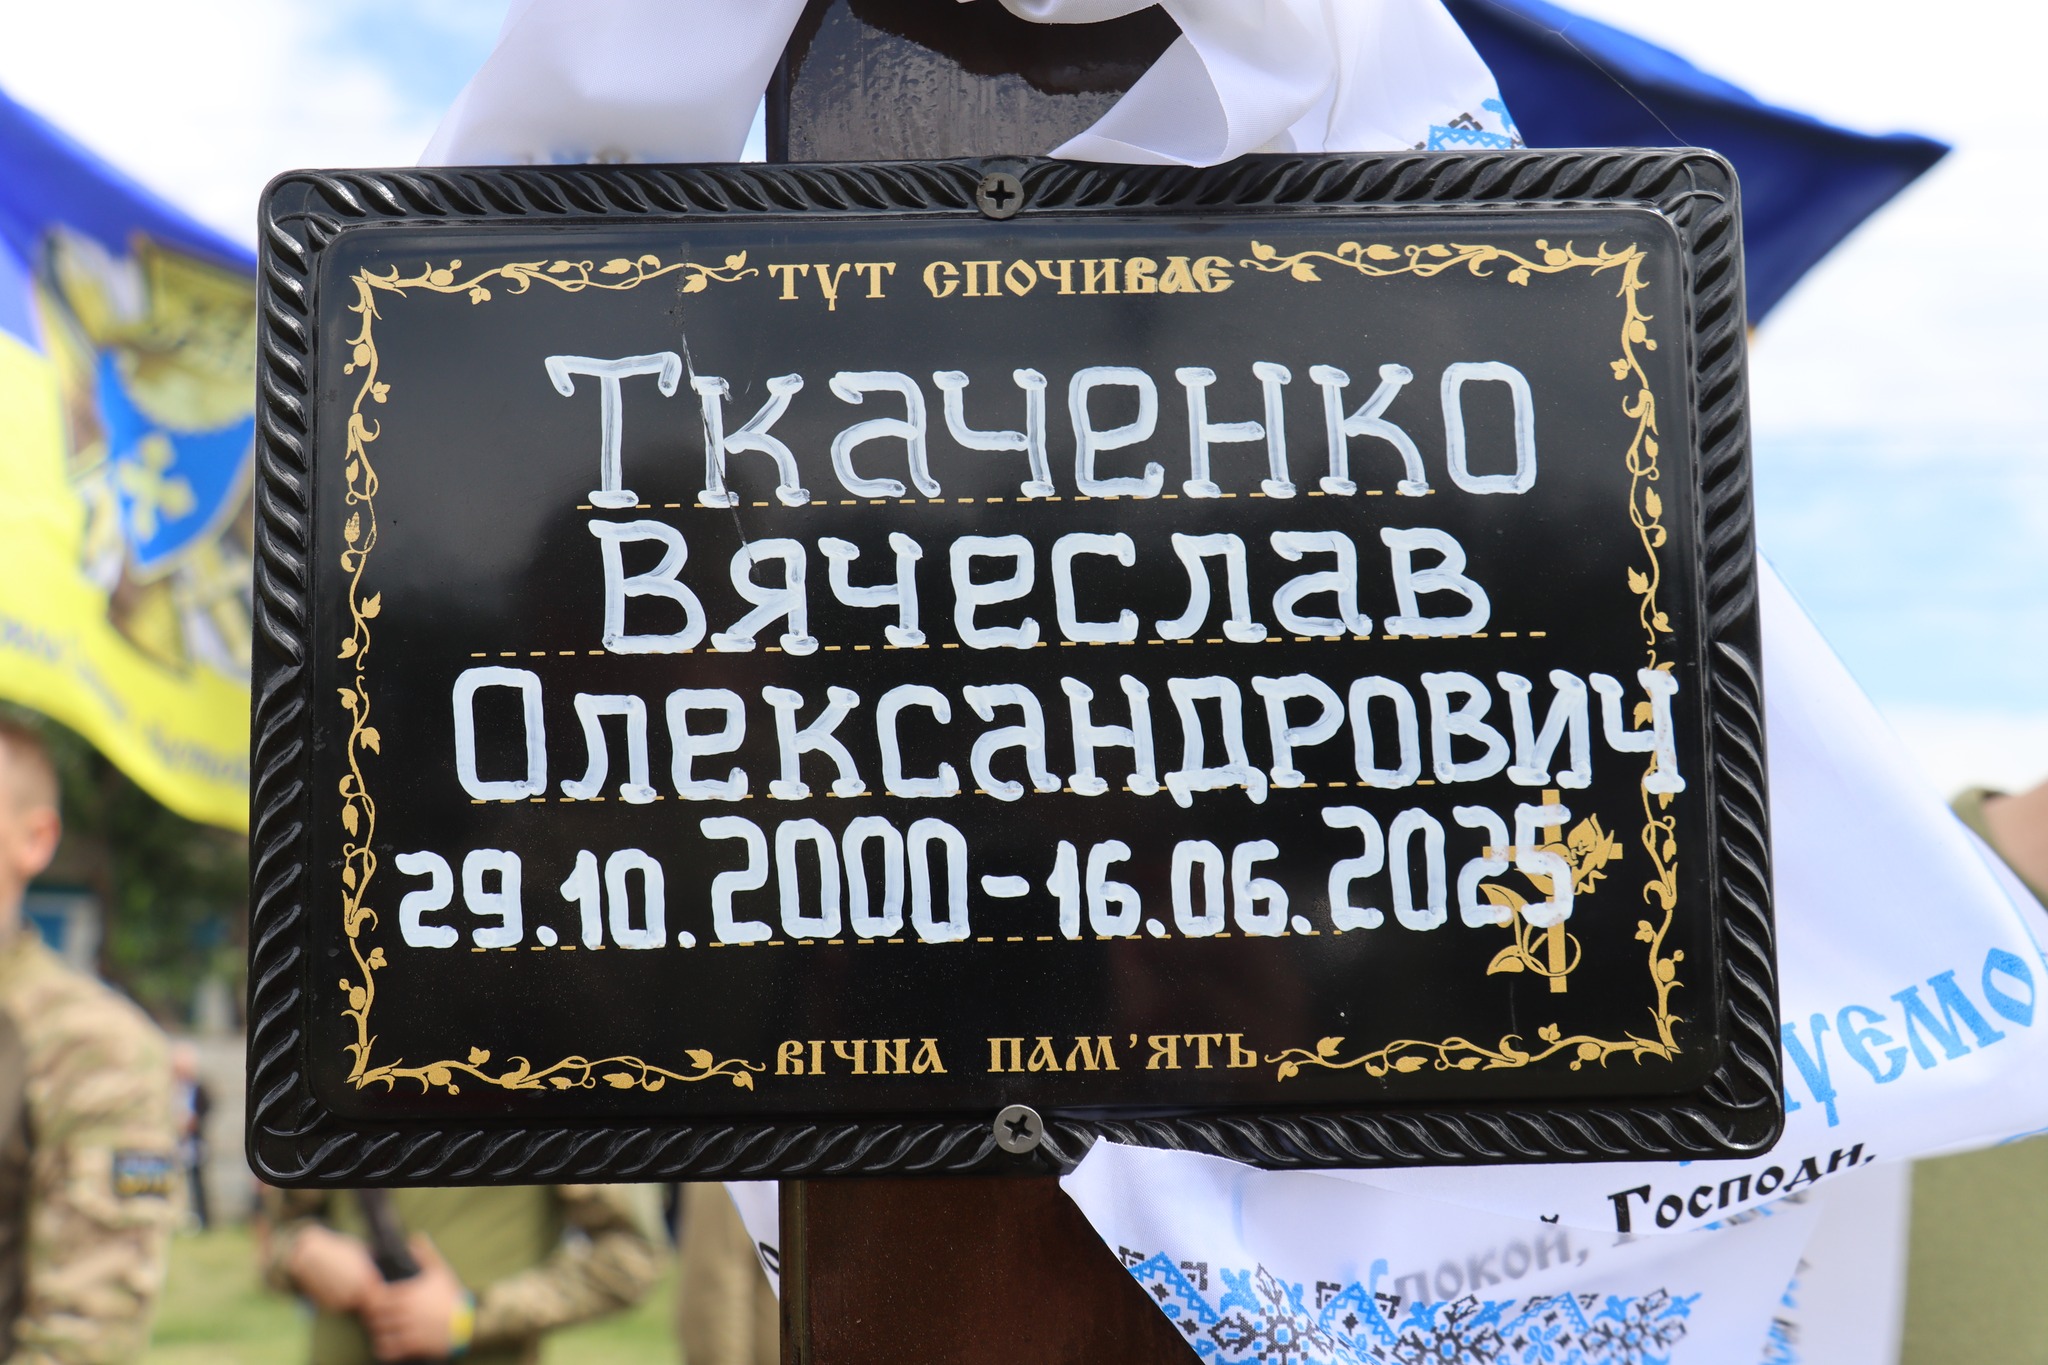 ТУТ СПОЧИВАЄ
Ткаченко
Вячеслав
Олександрович
29.10.2000-16.06.2025
ВІЧНА ПАМ'ЯТЬ
Господи,